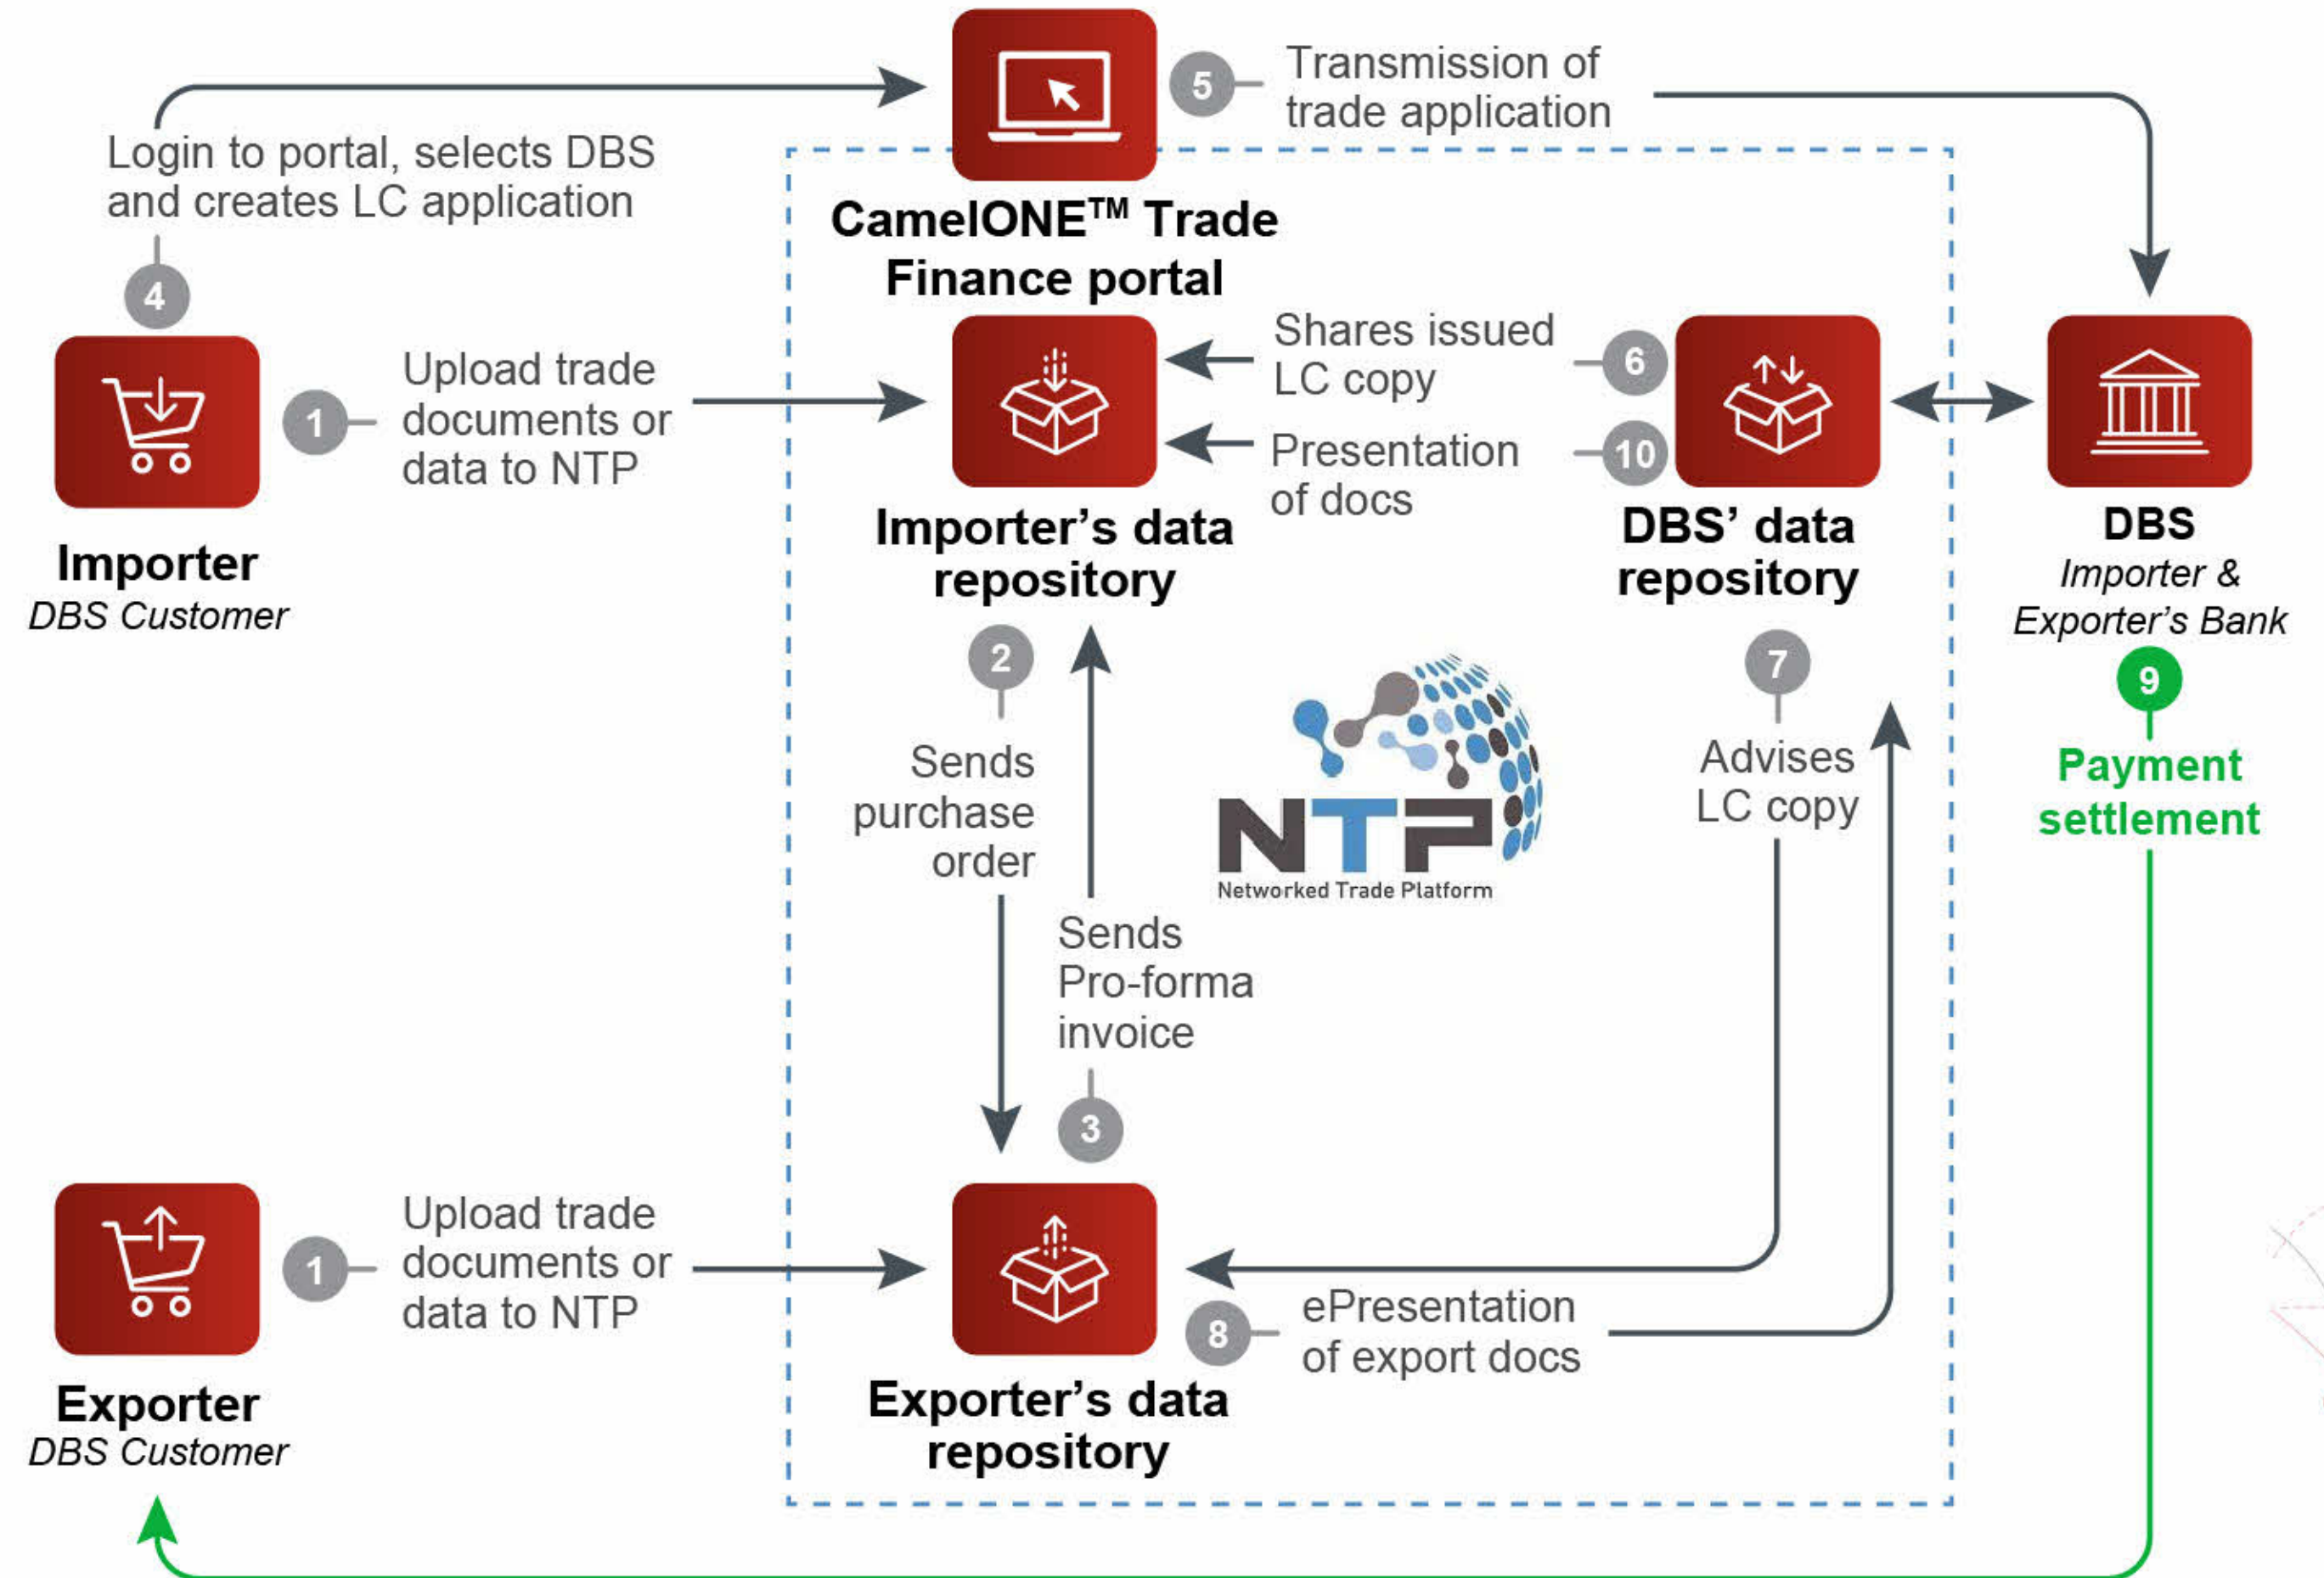 5
Transmission of
trade application
Login to portal, selects DBS
and creates LC application
4
CamelONE™ Trade
Finance portal
1
Upload trade
documents or
data to NTP
Importer
DBS Customer
Shares issued
LC copy
6
Presentation
of docs
10
Importer’s data
repository
DBS’ data
repository
DBS
Importer &
Exporter’s Bank
2
Sends
purchase
order
Sends
Pro-forma
invoice
3
NTP
Networked Trade Platform
7
Advises
LC copy
9
Payment
settlement
1
Upload trade
documents or
data to NTP
Exporter
DBS Customer
8
ePresentation
of export docs
Exporter’s data
repository